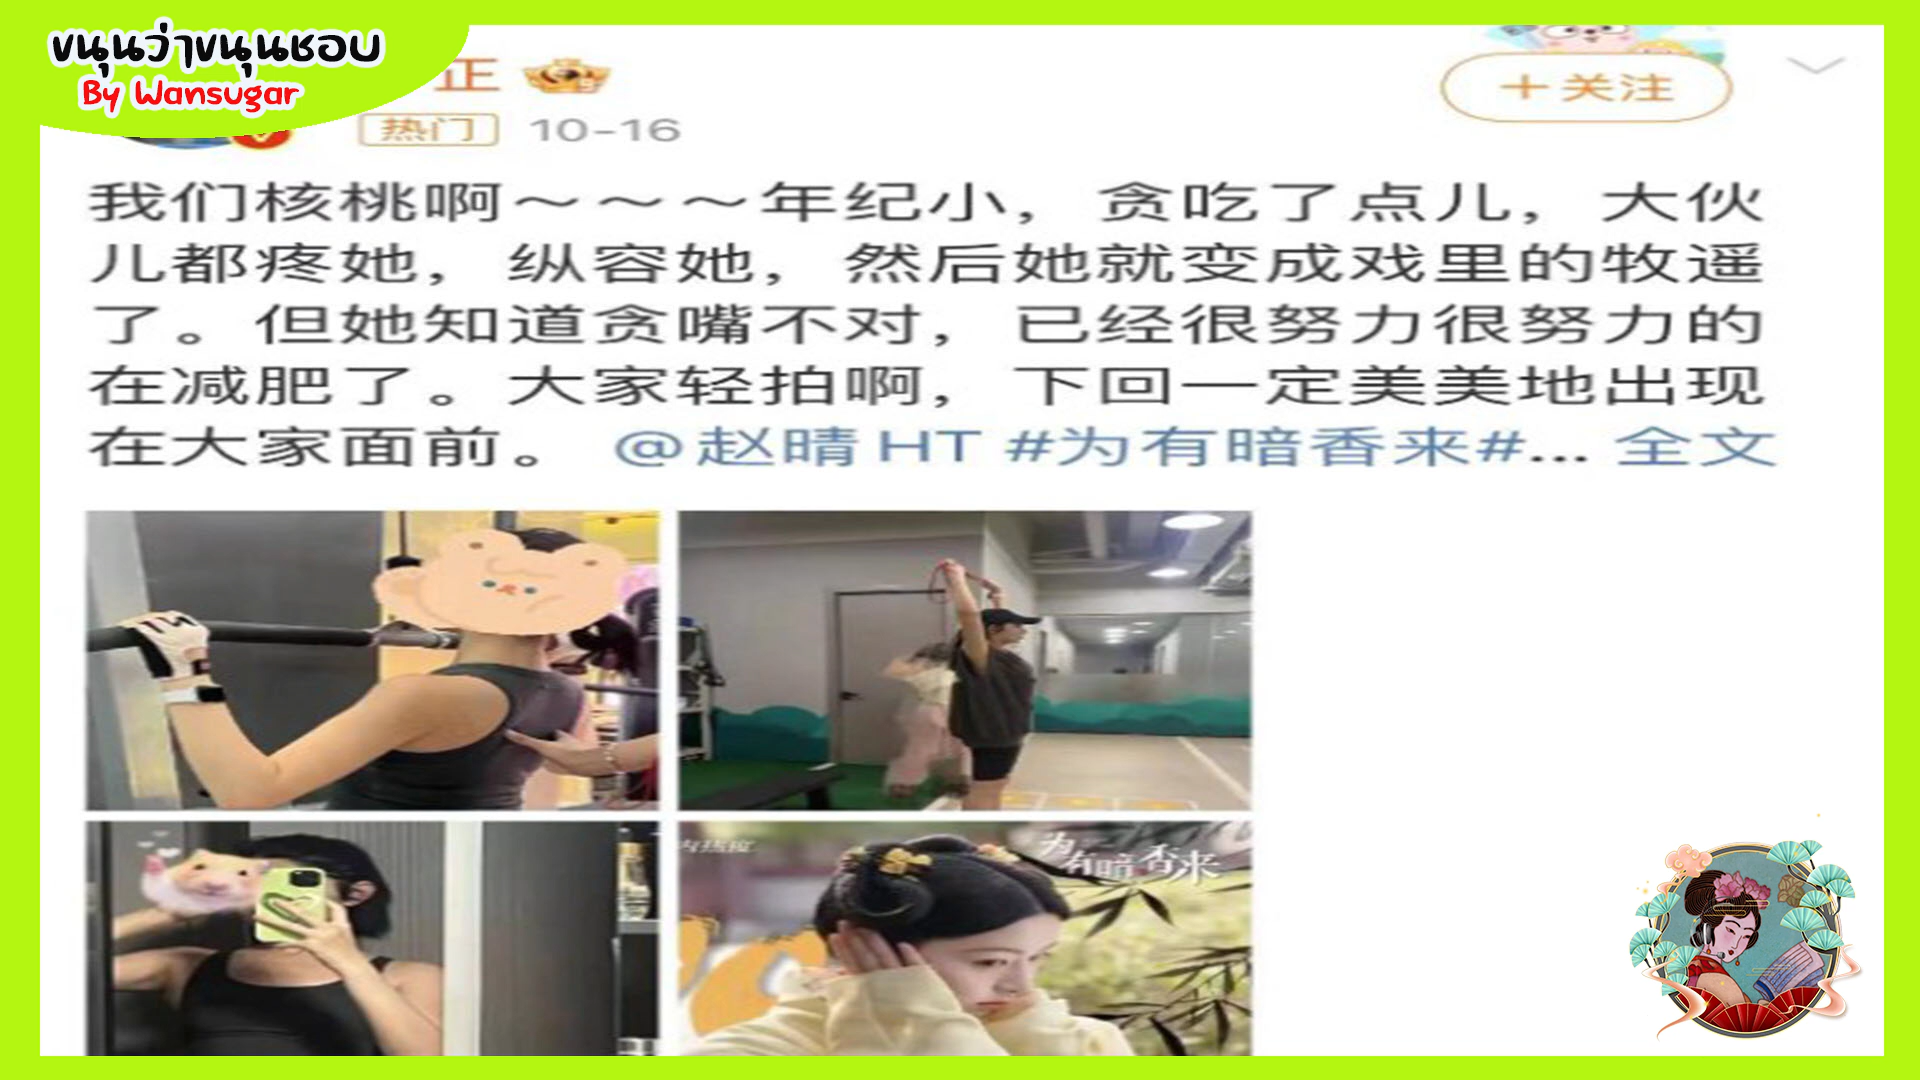 ขนุนว่าขนุนชอบ
By Wansugar
正
+关注
热门 10-16
我们核桃啊～～～年纪小，贪吃了点儿，大伙
儿都疼她，纵容她，然后她就变成戏里的牧遥
了。但她知道贪嘴不对，已经很努力很努力的
在减肥了。大家轻拍啊，下回一定美美地出现
在大家面前。 @赵晴HT #为有暗香来#... 全文
为有暗香来